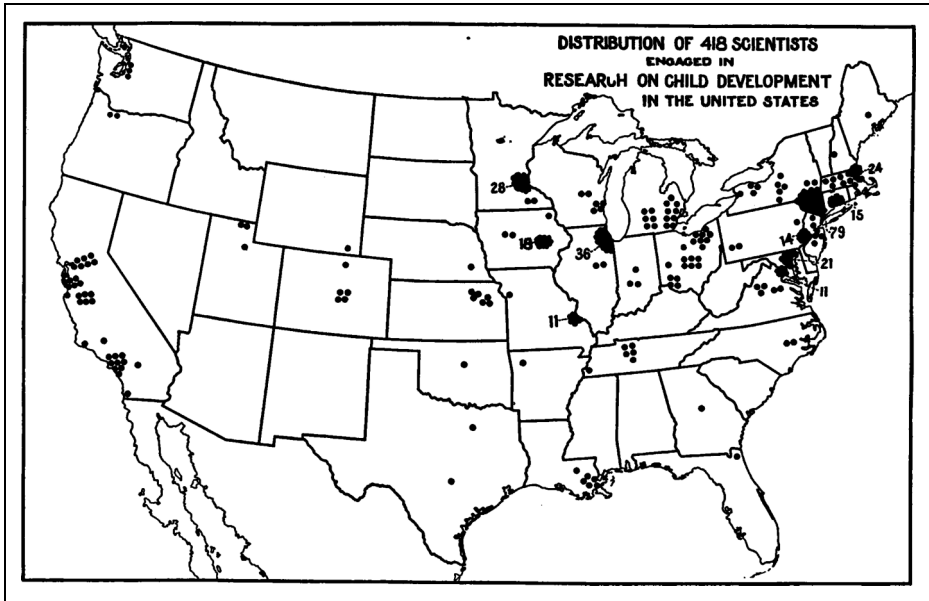 DISTRIBUTION OF 418 SCIENTISTS
ENGAGED IN
RESEARCH ON CHILD DEVELOPMENT
IN THE UNITED STATES
24
28
15
79
18
14
36
21
11
11